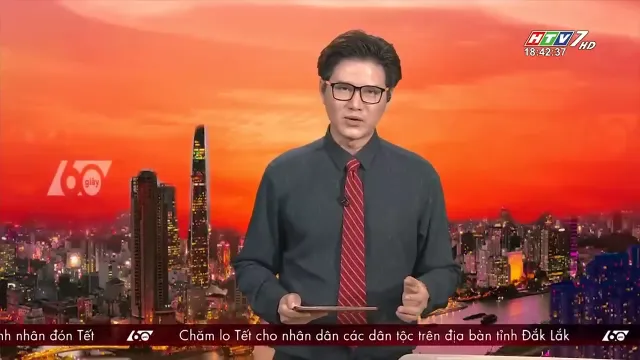 HTV7 HD
18:42:37
60 giây
nh nhân đón Tết 60 Chăm lo Tết cho nhân dân các dân tộc trên địa bàn tỉnh Đắk Lắk 60